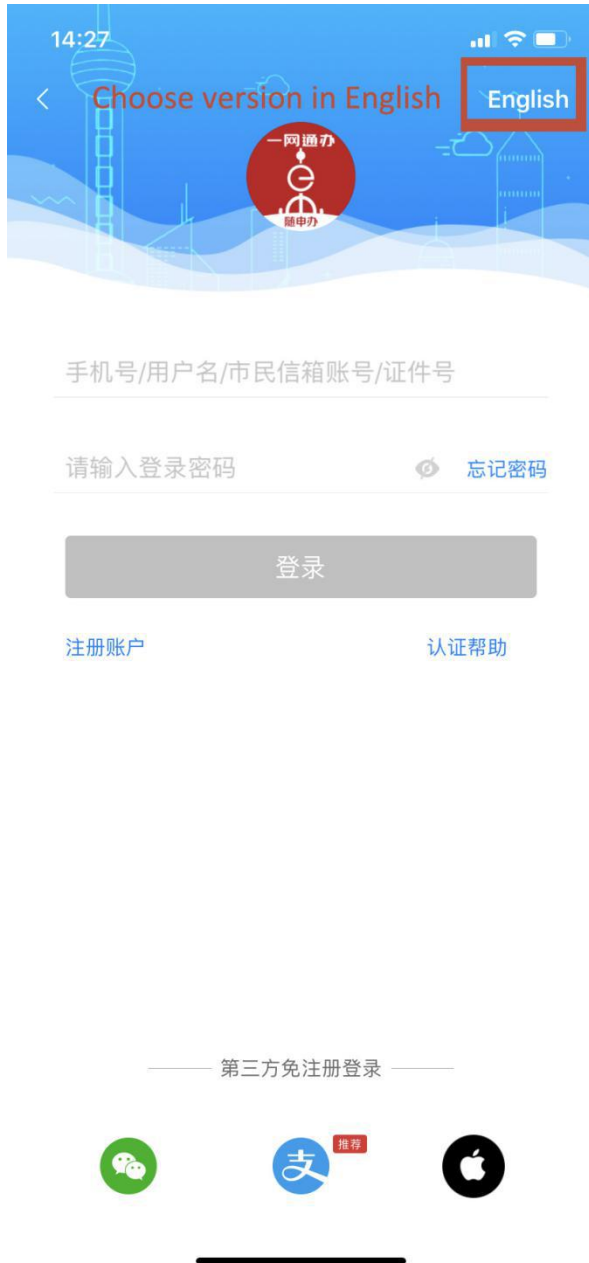 14:27
Choose version in English
English
一网通办
随申办
手机号/用户名/市民信箱账号/证件号
请输入登录密码
忘记密码
登录
注册账户
认证帮助
第三方免注册登录
推荐
支